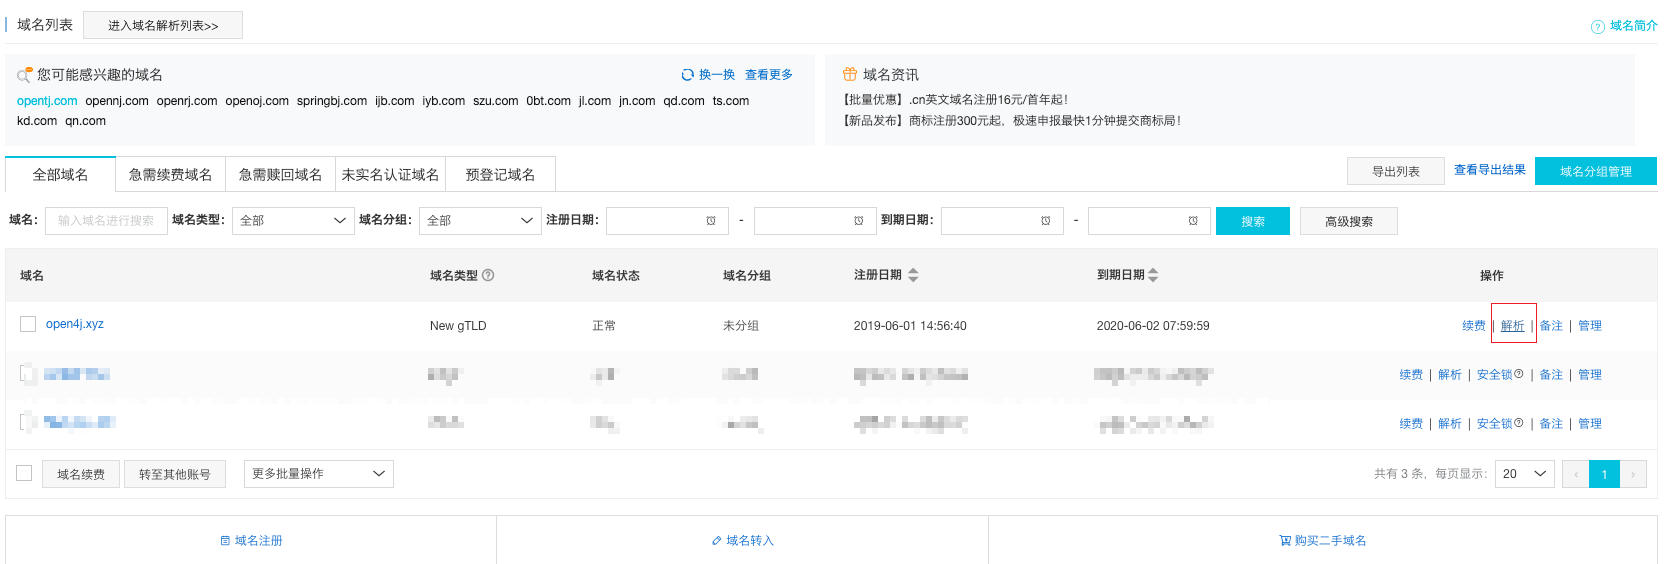 域名列表 进入域名解析列表>> 域名简介
您可能感兴趣的域名 换一换 查看更多
opentj.com opennj.com openrj.com openoj.com springbj.com ijb.com iyb.com szu.com 0bt.com jl.com jn.com qd.com ts.com
kd.com qn.com
域名资讯
【批量优惠】.cn英文域名注册16元/首年起！
【新品发布】商标注册300元起，极速申报最快1分钟提交商标局！
全部域名 急需续费域名 急需赎回域名 未实名认证域名 预登记域名 导出列表 查看导出结果 域名分组管理
域名： 输入域名进行搜索 域名类型： 全部 域名分组： 全部 注册日期： - 到期日期： - 搜索 高级搜索
域名 域名类型 域名状态 域名分组 注册日期 到期日期 操作
open4j.xyz New gTLD 正常 未分组 2019-06-01 14:56:40 2020-06-02 07:59:59 续费 | 解析 | 备注 | 管理
续费 | 解析 | 安全锁 | 备注 | 管理
续费 | 解析 | 安全锁 | 备注 | 管理
域名续费 转至其他账号 更多批量操作 共有 3 条，每页显示： 20 ‹ 1 ›
域名注册 域名转入 购买二手域名